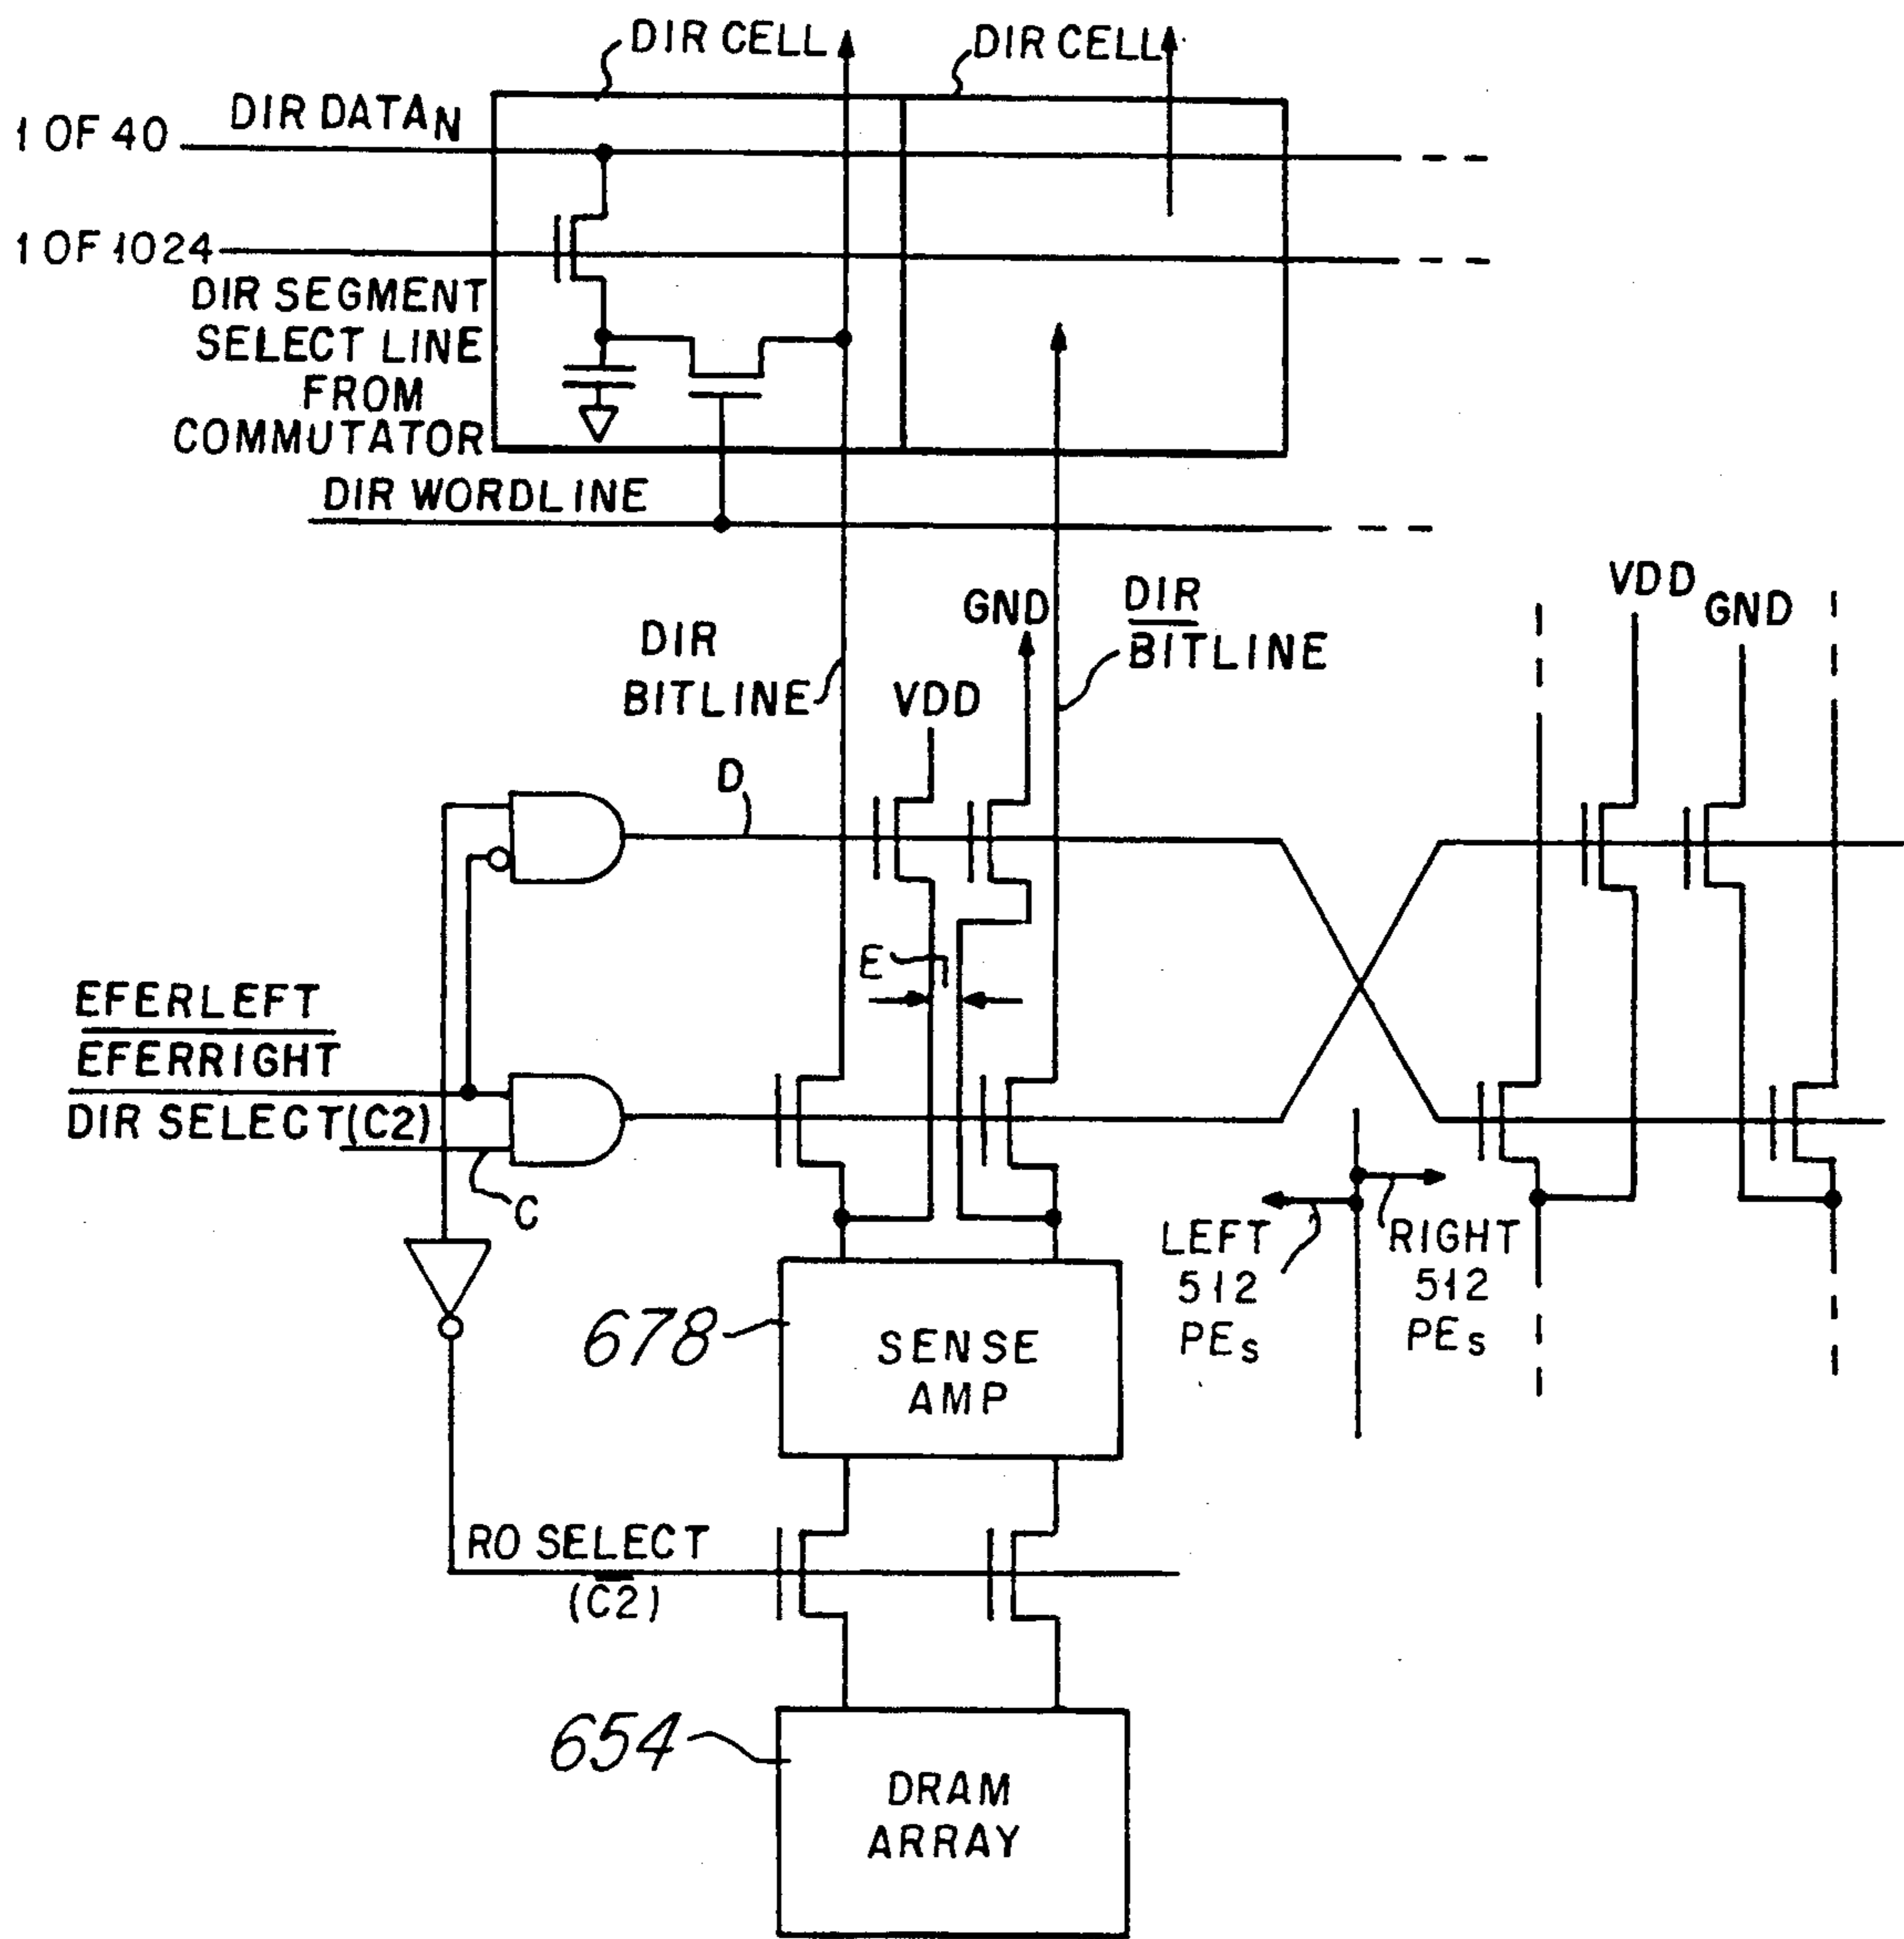 DIR CELL
DIR CELL
1 OF 40
DIR DATAN
1 OF 1024
DIR SEGMENT
SELECT LINE
FROM
COMMUTATOR
DIR WORDLINE
DIR
BITLINE
VDD
GND
DIR
BITLINE
VDD
GND
D
E
EFERLEFT
EFERRIGHT
DIR SELECT(C2)
C
LEFT
512
PEs
RIGHT
512
PEs
678
SENSE
AMP
RO SELECT
(C2)
654
DRAM
ARRAY